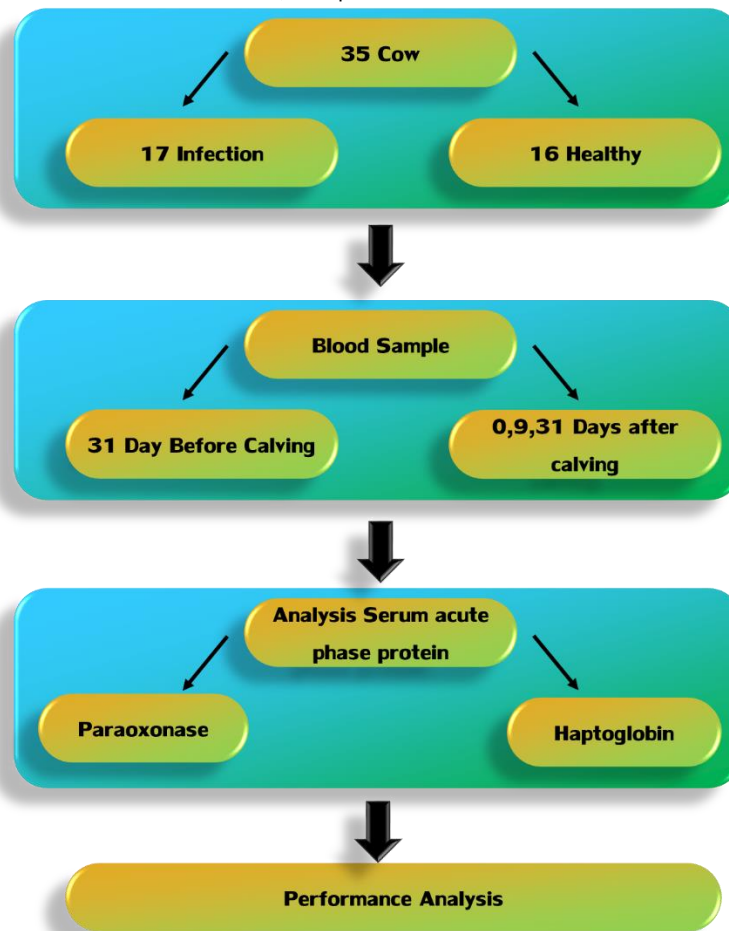 35 Cow
17 Infection
16 Healthy
Blood Sample
31 Day Before Calving
0,9,31 Days after
calving
Analysis Serum acute
phase protein
Paraoxonase
Haptoglobin
Performance Analysis